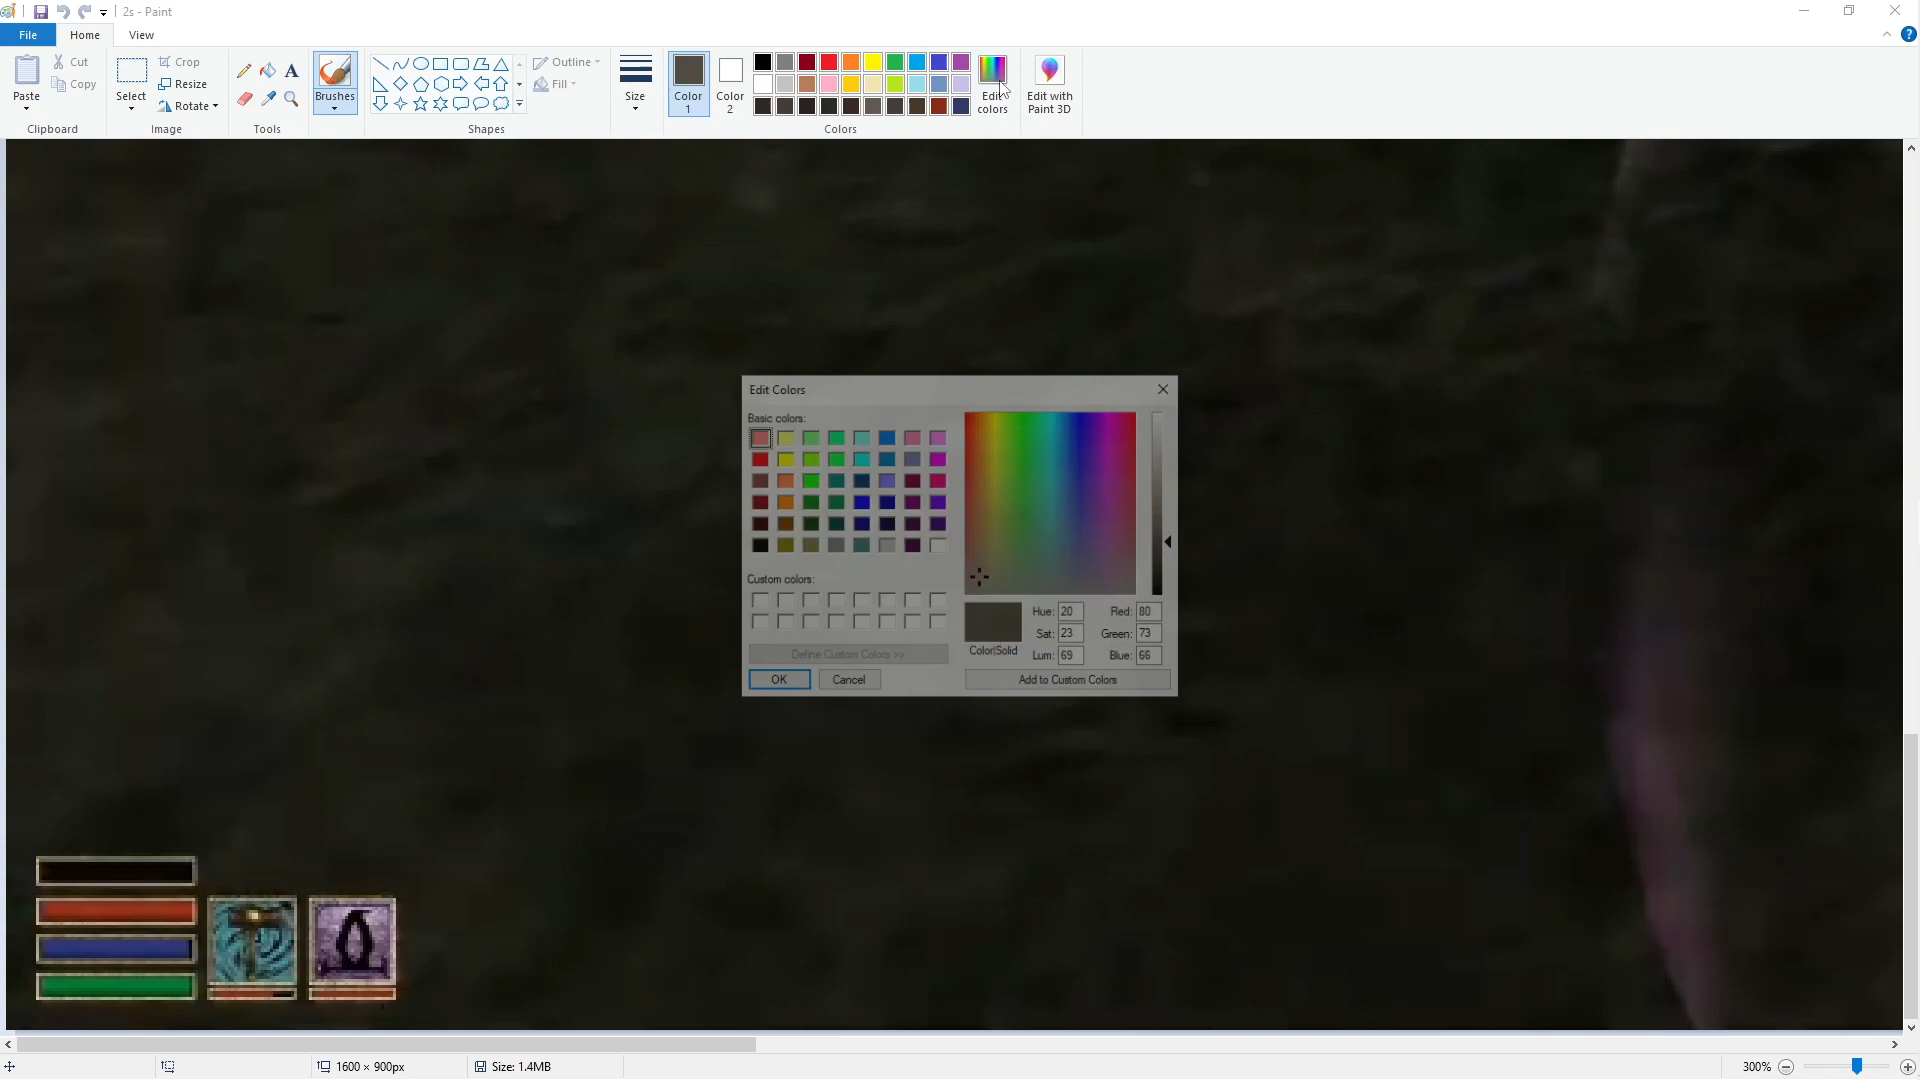 2s - Paint
File
Home
View
Paste
Cut
Copy
Clipboard
Select
Crop
Resize
Rotate
Image
A
Tools
Brushes
Outline
Fill
Shapes
Size
Color
1
Color
2
Edit
colors
Colors
Edit with
Paint 3D
?
Edit Colors
Basic colors:
Custom colors:
Define Custom Colors >>
OK
Cancel
Color|Solid
Hue: 20
Sat: 23
Lum: 69
Red: 80
Green: 73
Blue: 66
Add to Custom Colors
1600 × 900px
Size: 1.4MB
300%